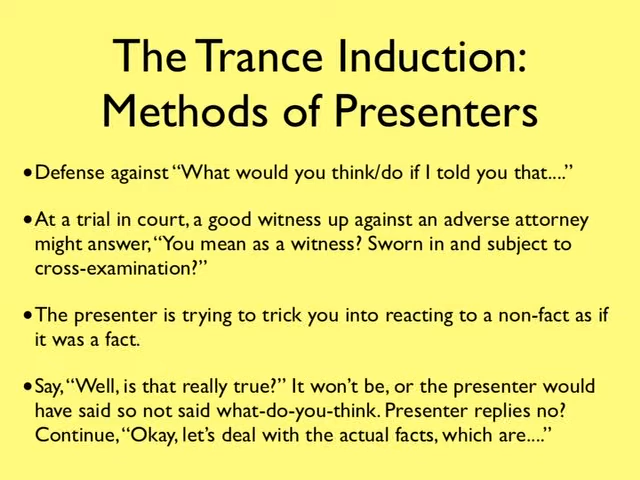 The Trance Induction:
Methods of Presenters
•Defense against “What would you think/do if I told you that....”
•At a trial in court, a good witness up against an adverse attorney
might answer, “You mean as a witness? Sworn in and subject to
cross-examination?”
•The presenter is trying to trick you into reacting to a non-fact as if
it was a fact.
•Say, “Well, is that really true?” It won’t be, or the presenter would
have said so not said what-do-you-think. Presenter replies no?
Continue, “Okay, let’s deal with the actual facts, which are....”